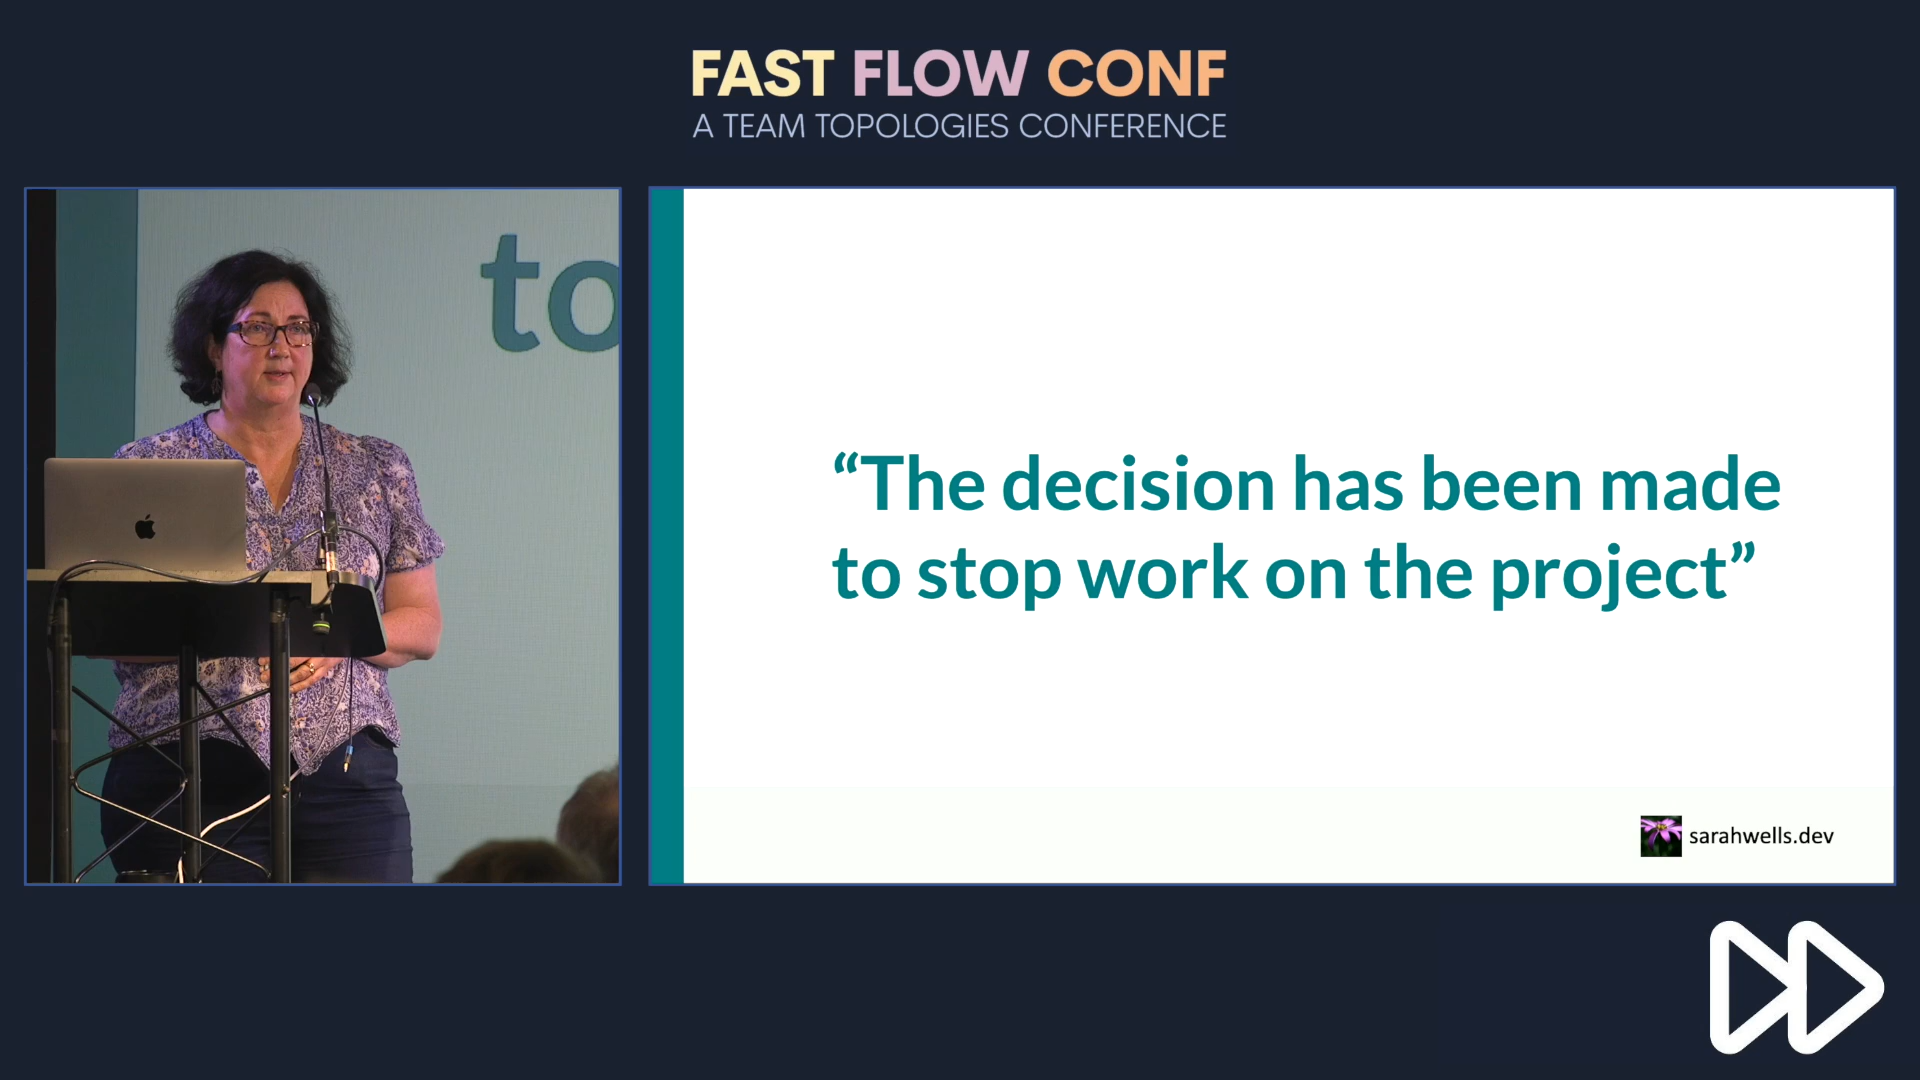 FAST FLOW CONF
A TEAM TOPOLOGIES CONFERENCE
to
“The decision has been made
to stop work on the project”
sarahwells.dev